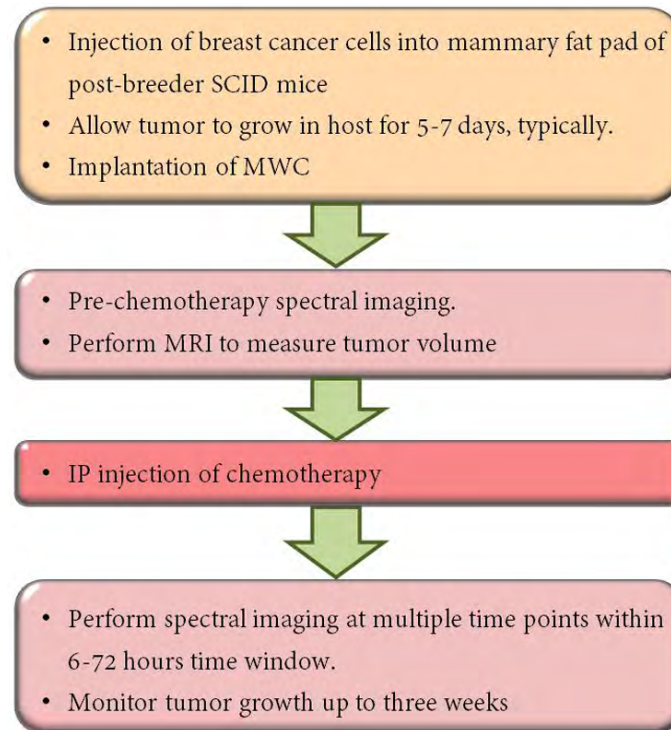 • Injection of breast cancer cells into mammary fat pad of
post-breeder SCID mice
• Allow tumor to grow in host for 5-7 days, typically.
• Implantation of MWC
• Pre-chemotherapy spectral imaging.
• Perform MRI to measure tumor volume
• IP injection of chemotherapy
• Perform spectral imaging at multiple time points within
6-72 hours time window.
• Monitor tumor growth up to three weeks